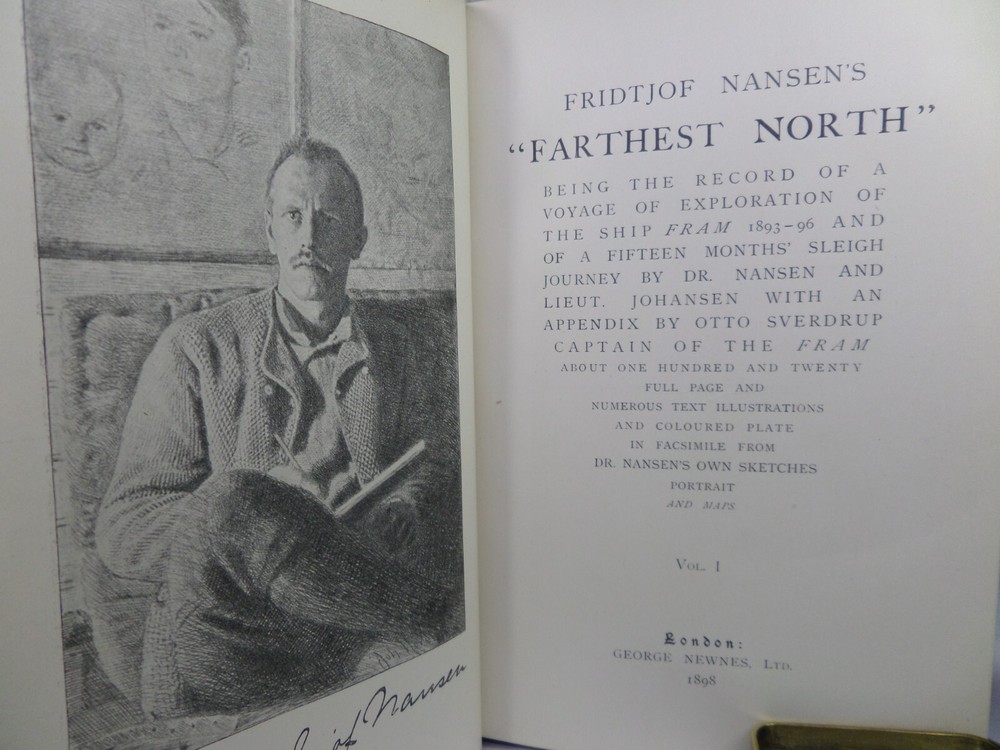 Nansen
FRIDTJOF NANSEN'S
"FARTHEST NORTH"
BEING THE RECORD OF A
VOYAGE OF EXPLORATION OF
THE SHIP FRAM 1893-96 AND
OF A FIFTEEN MONTHS' SLEIGH
JOURNEY BY DR. NANSEN AND
LIEUT. JOHANSEN WITH AN
APPENDIX BY OTTO SVERDRUP
CAPTAIN OF THE FRAM
ABOUT ONE HUNDRED AND TWENTY
FULL PAGE AND
NUMEROUS TEXT ILLUSTRATIONS
AND COLOURED PLATE
IN FACSIMILE FROM
DR. NANSEN'S OWN SKETCHES
PORTRAIT
AND MAPS
VOL. I
London:
GEORGE NEWNES, LTD.
1898